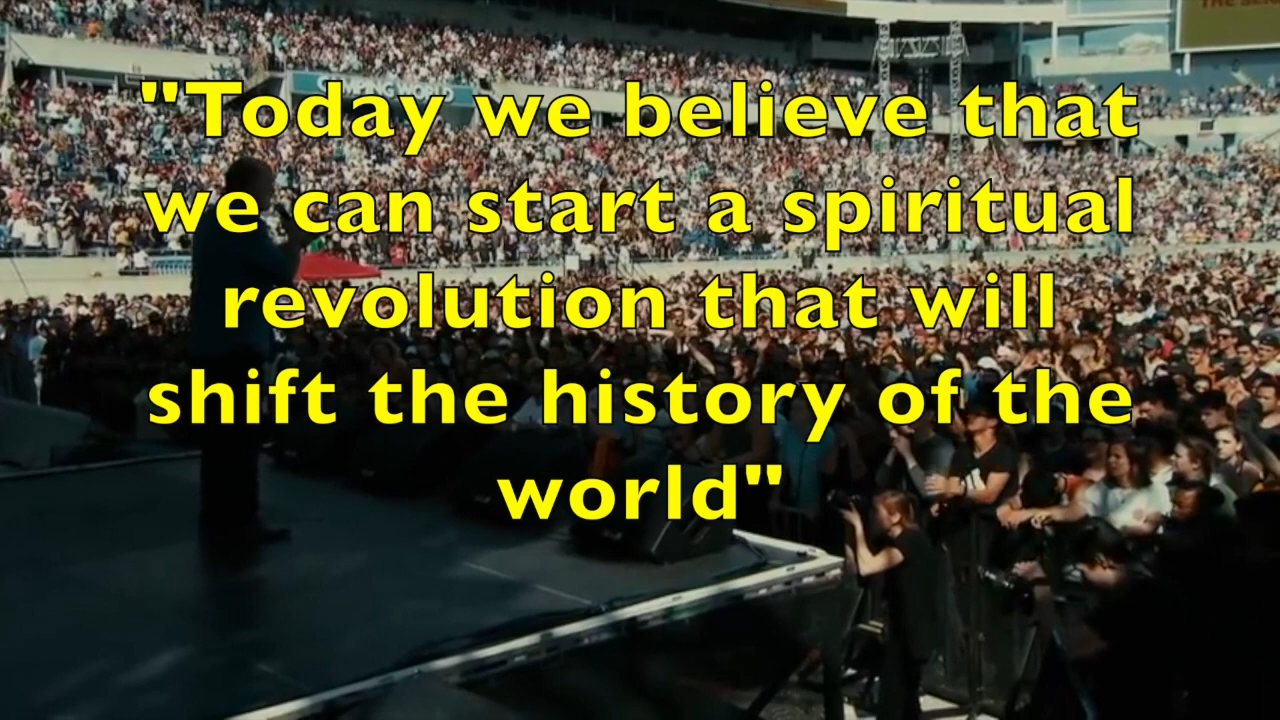 "Today we believe that
we can start a spiritual
revolution that will
shift the history of the
world"